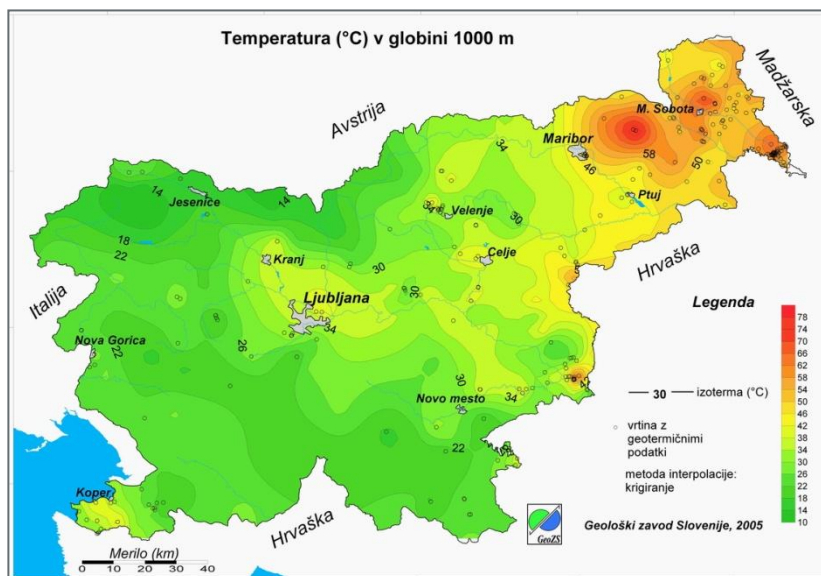 Temperatura (°C) v globini 1000 m
Avstrija
Madžarska
M. Sobota
Maribor
34
58
50
46
Ptuj
14
Jesenice
14
34
Velenje
30
18
22
Kranj
30
Celje
Hrvaška
Italija
Ljubljana
30
34
Nova Gorica
22
26
30
34
42
Novo mesto
22
Koper
Hrvaška
Merilo (km)
0 10 20 30 40
GeoZS
Geološki zavod Slovenije, 2005
Legenda
78
74
70
66
62
58
54
50
46
42
38
34
30
26
22
18
14
10
30 izoterma (°C)
vrtina z
geotermičnimi
podatki
metoda interpolacije:
krigiranje